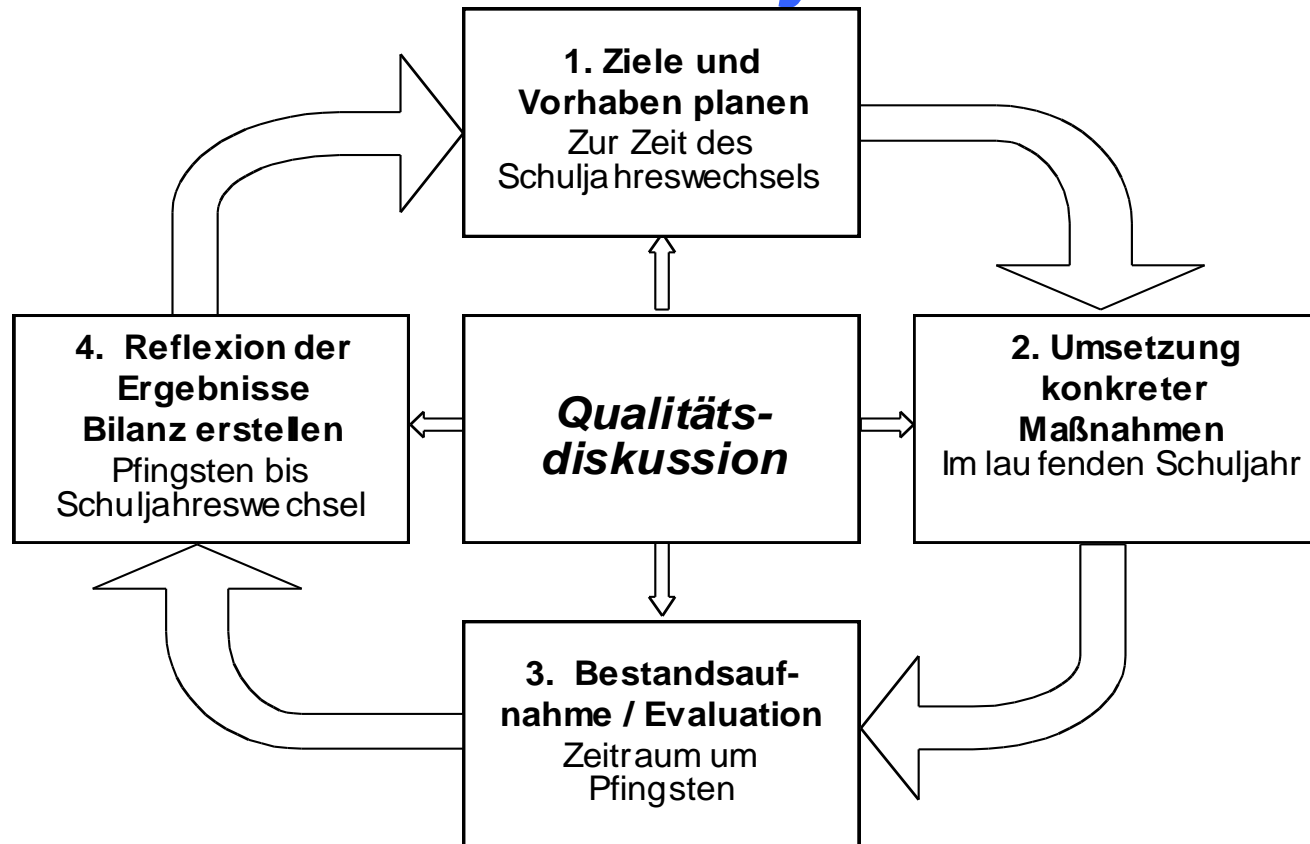 1. Ziele und
Vorhaben planen
Zur Zeit des
Schuljahreswechsels
4. Reflexion der
Ergebnisse
Bilanz erstellen
Pfingsten bis
Schuljahreswechsel
Qualitäts-
diskussion
2. Umsetzung
konkreter
Maßnahmen
Im laufenden Schuljahr
3. Bestandsauf-
nahme / Evaluation
Zeitraum um
Pfingsten